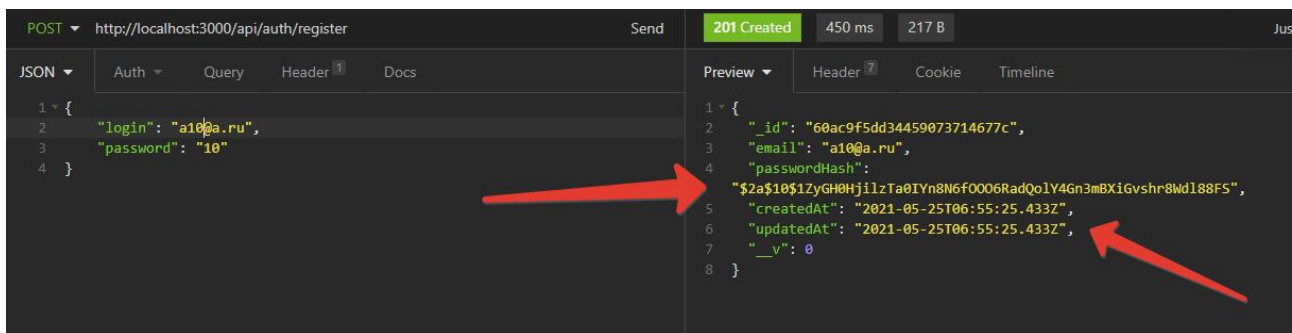 POST http://localhost:3000/api/auth/register Send
201 Created 450 ms 217 B Jus
JSON Auth Query Header 1 Docs
Preview Header 7 Cookie Timeline
1 {
2 "login": "a10@a.ru",
3 "password": "10"
4 }
1 {
2 "_id": "60ac9f5dd34459073714677c",
3 "email": "a10@a.ru",
4 "passwordHash":
"$2a$10$1ZyGH0HjilzTa0IYn8N6fOOO6RadQolY4Gn3mBXiGvshr8Wdl88FS",
5 "createdAt": "2021-05-25T06:55:25.433Z",
6 "updatedAt": "2021-05-25T06:55:25.433Z",
7 "__v": 0
8 }